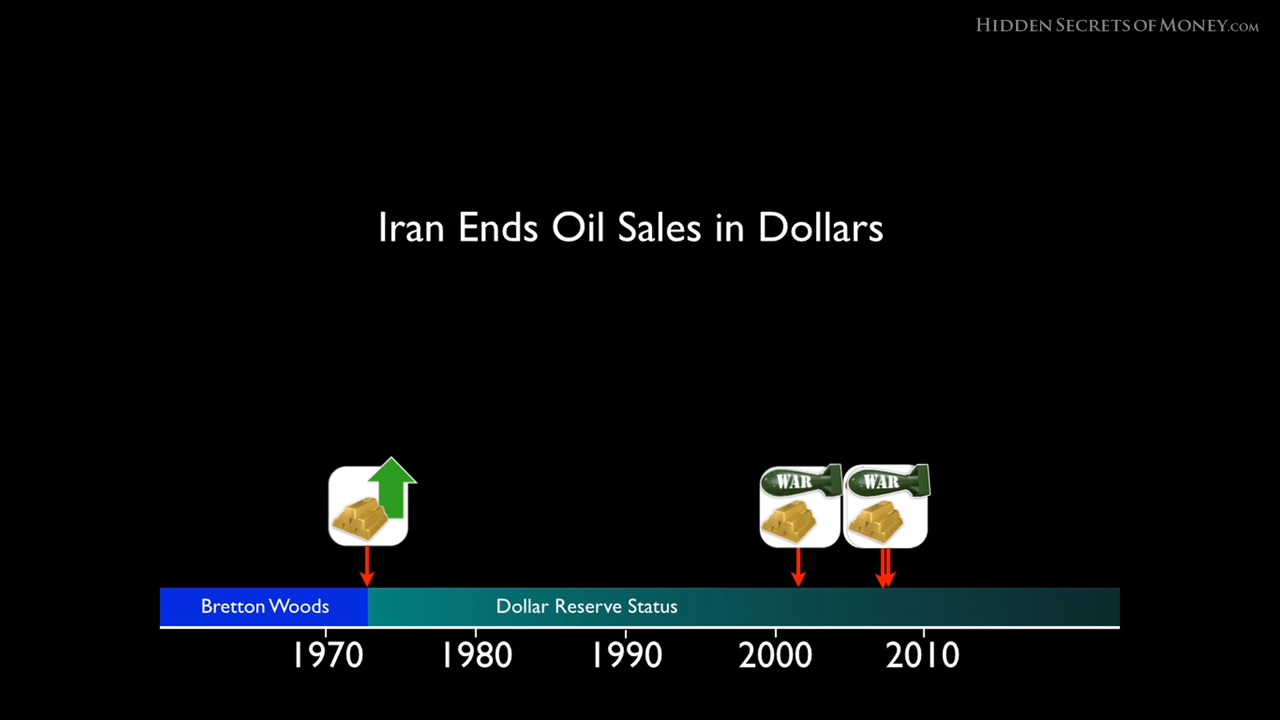 HIDDEN SECRETS OF MONEY.COM
Iran Ends Oil Sales in Dollars
WAR
WAR
Bretton Woods
Dollar Reserve Status
1970
1980
1990
2000
2010